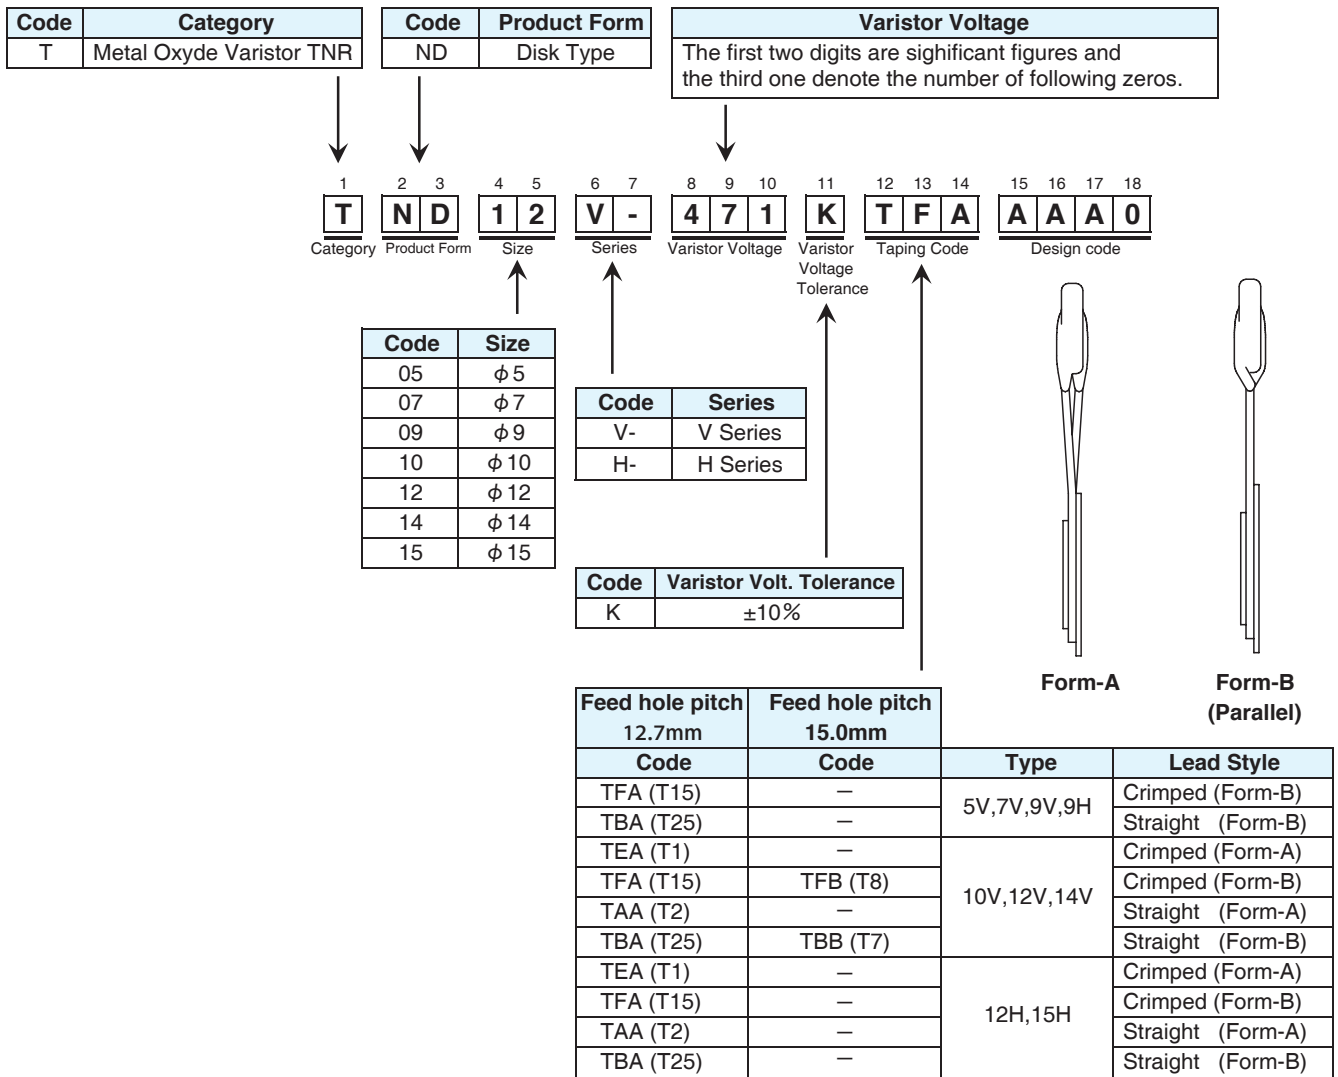 Code Category
T Metal Oxyde Varistor TNR
Code Product Form
ND Disk Type
Varistor Voltage
The first two digits are sighificant figures and
the third one denote the number of following zeros.
1 2 3 4 5 6 7 8 9 10 11 12 13 14 15 16 17 18
T N D 1 2 V - 4 7 1 K T F A A A A 0
Category Product Form Size Series Varistor Voltage Varistor Taping Code Design code
Voltage
Tolerance
Code Size
05 φ5
07 φ7
09 φ9
10 φ10
12 φ12
14 φ14
15 φ15
Code Series
V- V Series
H- H Series
Code Varistor Volt. Tolerance
K ±10%
Form-A Form-B
(Parallel)
Feed hole pitch Feed hole pitch
12.7mm 15.0mm
Code Code Type Lead Style
TFA (T15) — 5V,7V,9V,9H Crimped (Form-B)
TBA (T25) — Straight (Form-B)
TEA (T1) — 10V,12V,14V Crimped (Form-A)
TFA (T15) TFB (T8) Crimped (Form-B)
TAA (T2) — Straight (Form-A)
TBA (T25) TBB (T7) Straight (Form-B)
TEA (T1) — 12H,15H Crimped (Form-A)
TFA (T15) — Crimped (Form-B)
TAA (T2) — Straight (Form-A)
TBA (T25) — Straight (Form-B)